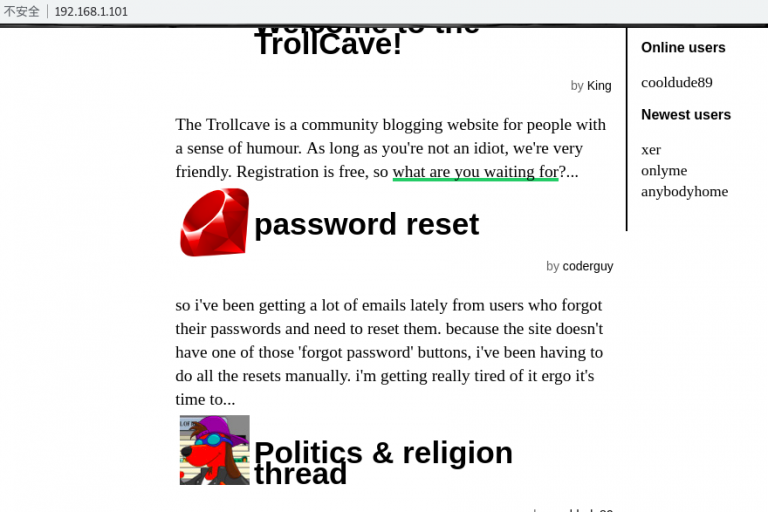 不安全 192.168.1.101
Welcome to the
TrollCave!
by King
The Trollcave is a community blogging website for people with
a sense of humour. As long as you're not an idiot, we're very
friendly. Registration is free, so what are you waiting for?...
password reset
by coderguy
so i've been getting a lot of emails lately from users who forgot
their passwords and need to reset them. because the site doesn't
have one of those 'forgot password' buttons, i've been having to
do all the resets manually. i'm getting really tired of it ergo it's
time to...
Politics & religion
thread
Online users
cooldude89
Newest users
xer
onlyme
anybodyhome